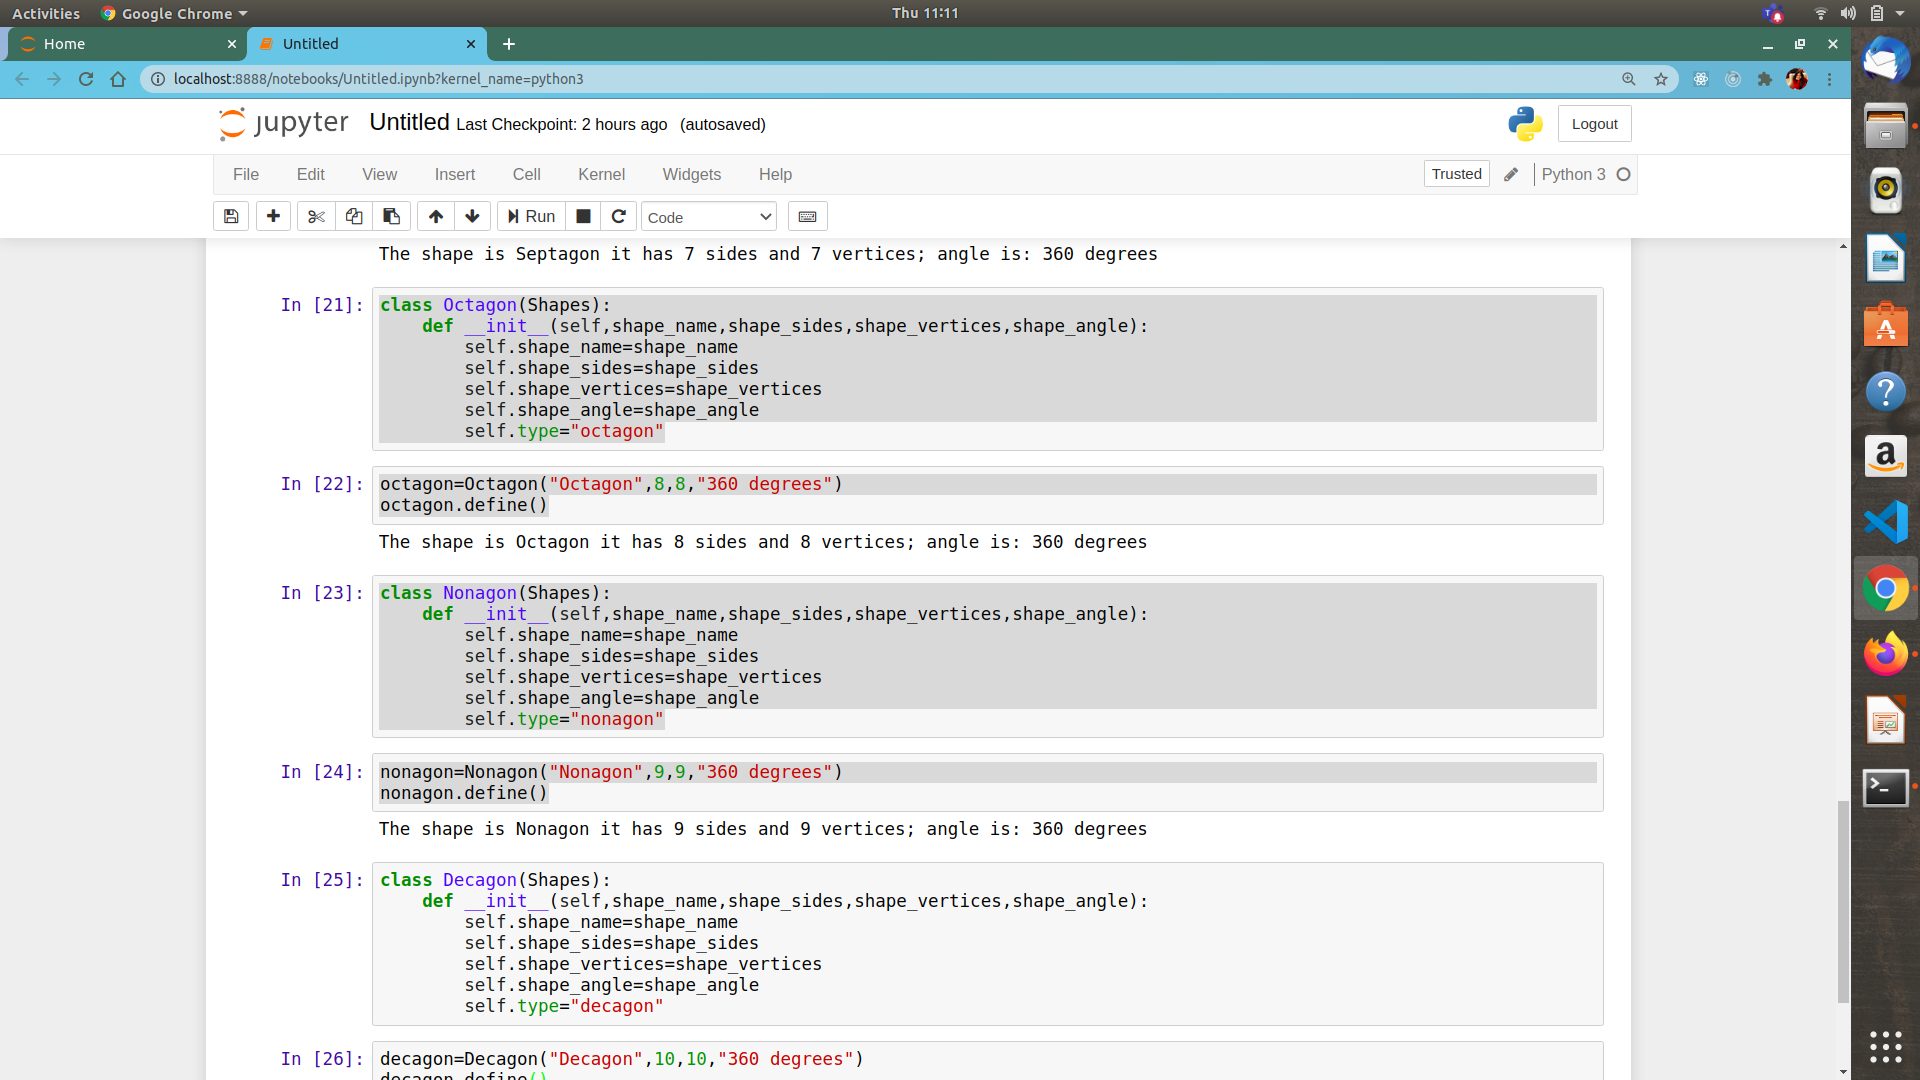 Activities Google Chrome Thu 11:11
Home Untitled
localhost:8888/notebooks/Untitled.ipynb?kernel_name=python3
jupyter Untitled Last Checkpoint: 2 hours ago (autosaved) Logout
File Edit View Insert Cell Kernel Widgets Help Trusted Python 3
Run Code
The shape is Septagon it has 7 sides and 7 vertices; angle is: 360 degrees
In [21]: class Octagon(Shapes):
    def __init__(self,shape_name,shape_sides,shape_vertices,shape_angle):
        self.shape_name=shape_name
        self.shape_sides=shape_sides
        self.shape_vertices=shape_vertices
        self.shape_angle=shape_angle
        self.type="octagon"
In [22]: octagon=Octagon("Octagon",8,8,"360 degrees")
octagon.define()
The shape is Octagon it has 8 sides and 8 vertices; angle is: 360 degrees
In [23]: class Nonagon(Shapes):
    def __init__(self,shape_name,shape_sides,shape_vertices,shape_angle):
        self.shape_name=shape_name
        self.shape_sides=shape_sides
        self.shape_vertices=shape_vertices
        self.shape_angle=shape_angle
        self.type="nonagon"
In [24]: nonagon=Nonagon("Nonagon",9,9,"360 degrees")
nonagon.define()
The shape is Nonagon it has 9 sides and 9 vertices; angle is: 360 degrees
In [25]: class Decagon(Shapes):
    def __init__(self,shape_name,shape_sides,shape_vertices,shape_angle):
        self.shape_name=shape_name
        self.shape_sides=shape_sides
        self.shape_vertices=shape_vertices
        self.shape_angle=shape_angle
        self.type="decagon"
In [26]: decagon=Decagon("Decagon",10,10,"360 degrees")
decagon.define()